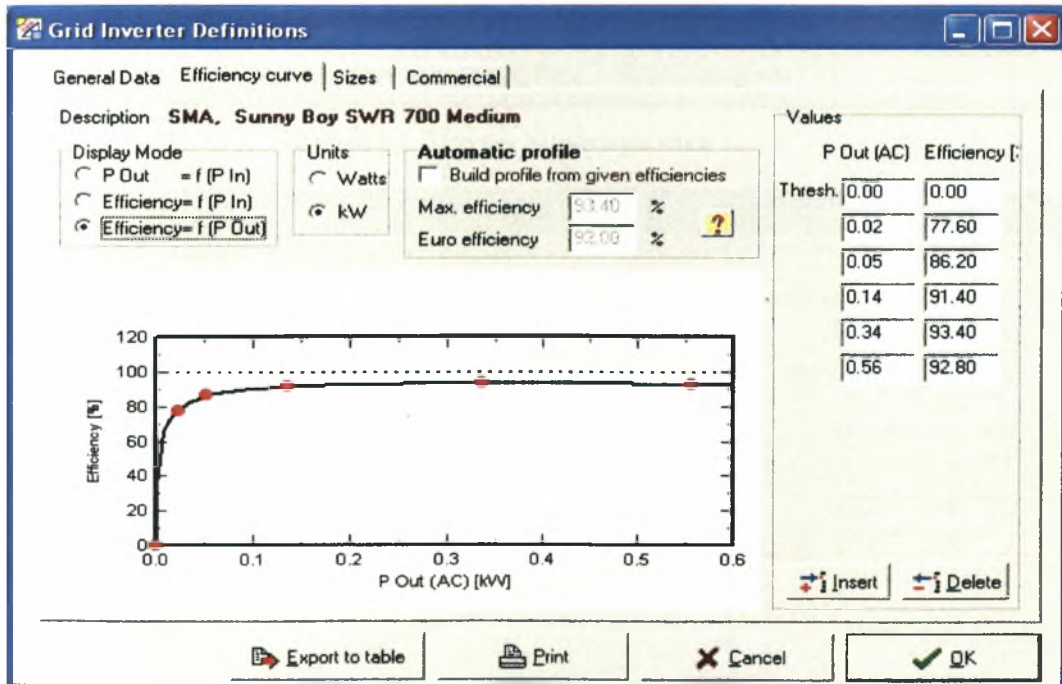 Grid Inverter Definitions
General Data Efficiency curve Sizes Commercial
Description SMA, Sunny Boy SWR 700 Medium
Display Mode
P Out = f (P In)
Efficiency= f (P In)
Efficiency= f (P Out)
Units
Watts
kW
Automatic profile
Build profile from given efficiencies
Max. efficiency 93.40 %
Euro efficiency 92.00 %
?
Values
P Out (AC) Efficiency [
Thresh. 0.00 0.00
0.02 77.60
0.05 86.20
0.14 91.40
0.34 93.40
0.56 92.80
Efficiency [%]
120
100
80
60
40
20
0
0.0 0.1 0.2 0.3 0.4 0.5 0.6
P Out (AC) [kW]
Insert Delete
Export to table Print Cancel OK